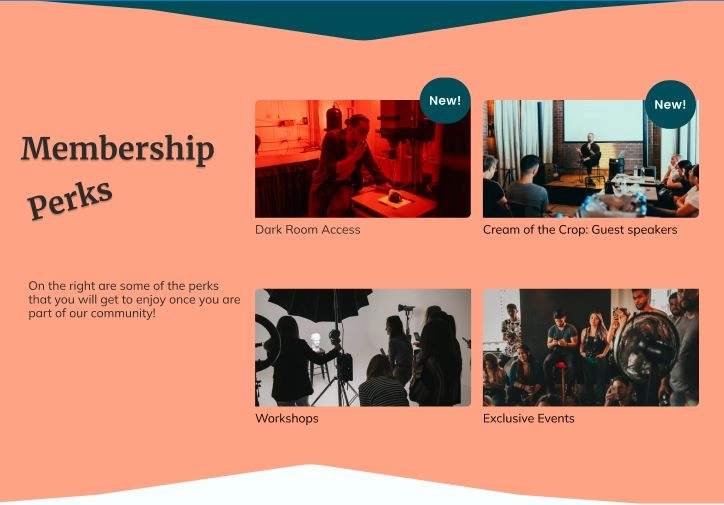 Membership
Perks
On the right are some of the perks
that you will get to enjoy once you are
part of our community!
New!
Dark Room Access
New!
Cream of the Crop: Guest speakers
Workshops
Exclusive Events